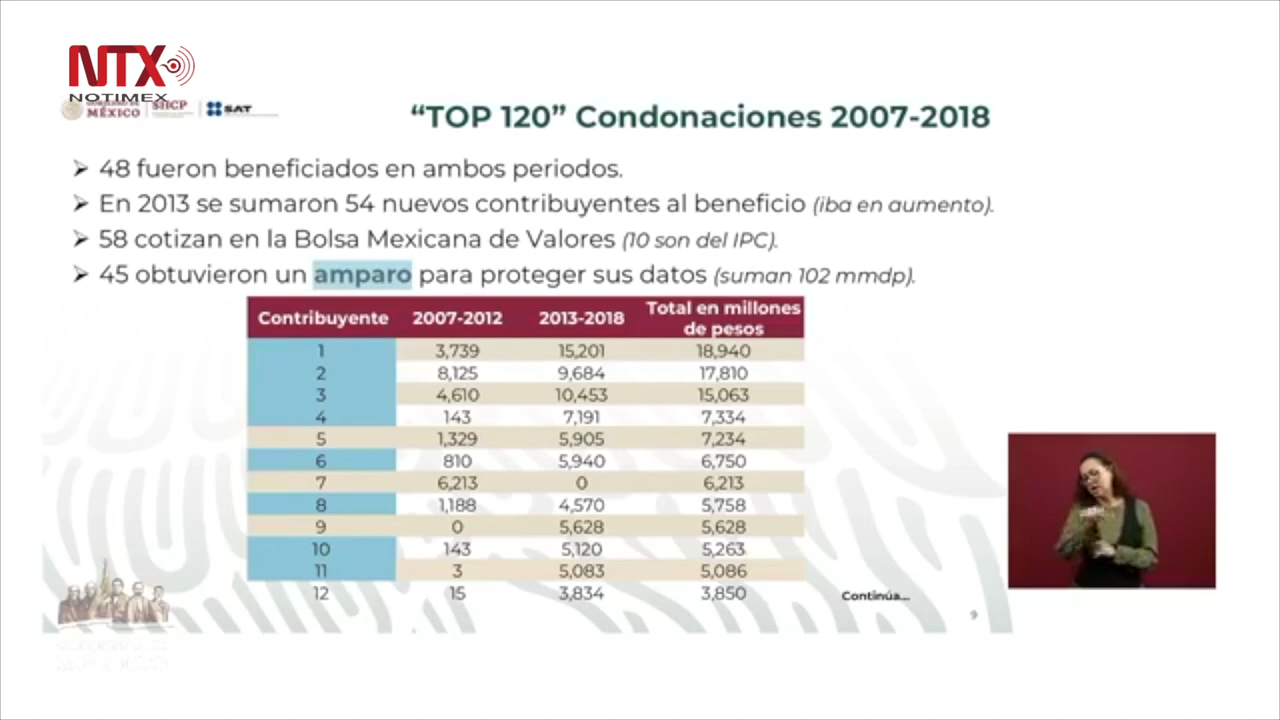 NTX
NOTIMEX
MÉXICO SHCP SAT
“TOP 120” Condonaciones 2007-2018
➢ 48 fueron beneficiados en ambos periodos.
➢ En 2013 se sumaron 54 nuevos contribuyentes al beneficio (iba en aumento).
➢ 58 cotizan en la Bolsa Mexicana de Valores (10 son del IPC).
➢ 45 obtuvieron un amparo para proteger sus datos (suman 102 mmdp).
Contribuyente 2007-2012 2013-2018 Total en millones
de pesos
1 3,739 15,201 18,940
2 8,125 9,684 17,810
3 4,610 10,453 15,063
4 143 7,191 7,334
5 1,329 5,905 7,234
6 810 5,940 6,750
7 6,213 0 6,213
8 1,188 4,570 5,758
9 0 5,628 5,628
10 143 5,120 5,263
11 3 5,083 5,086
12 15 3,834 3,850
Continúa...
9